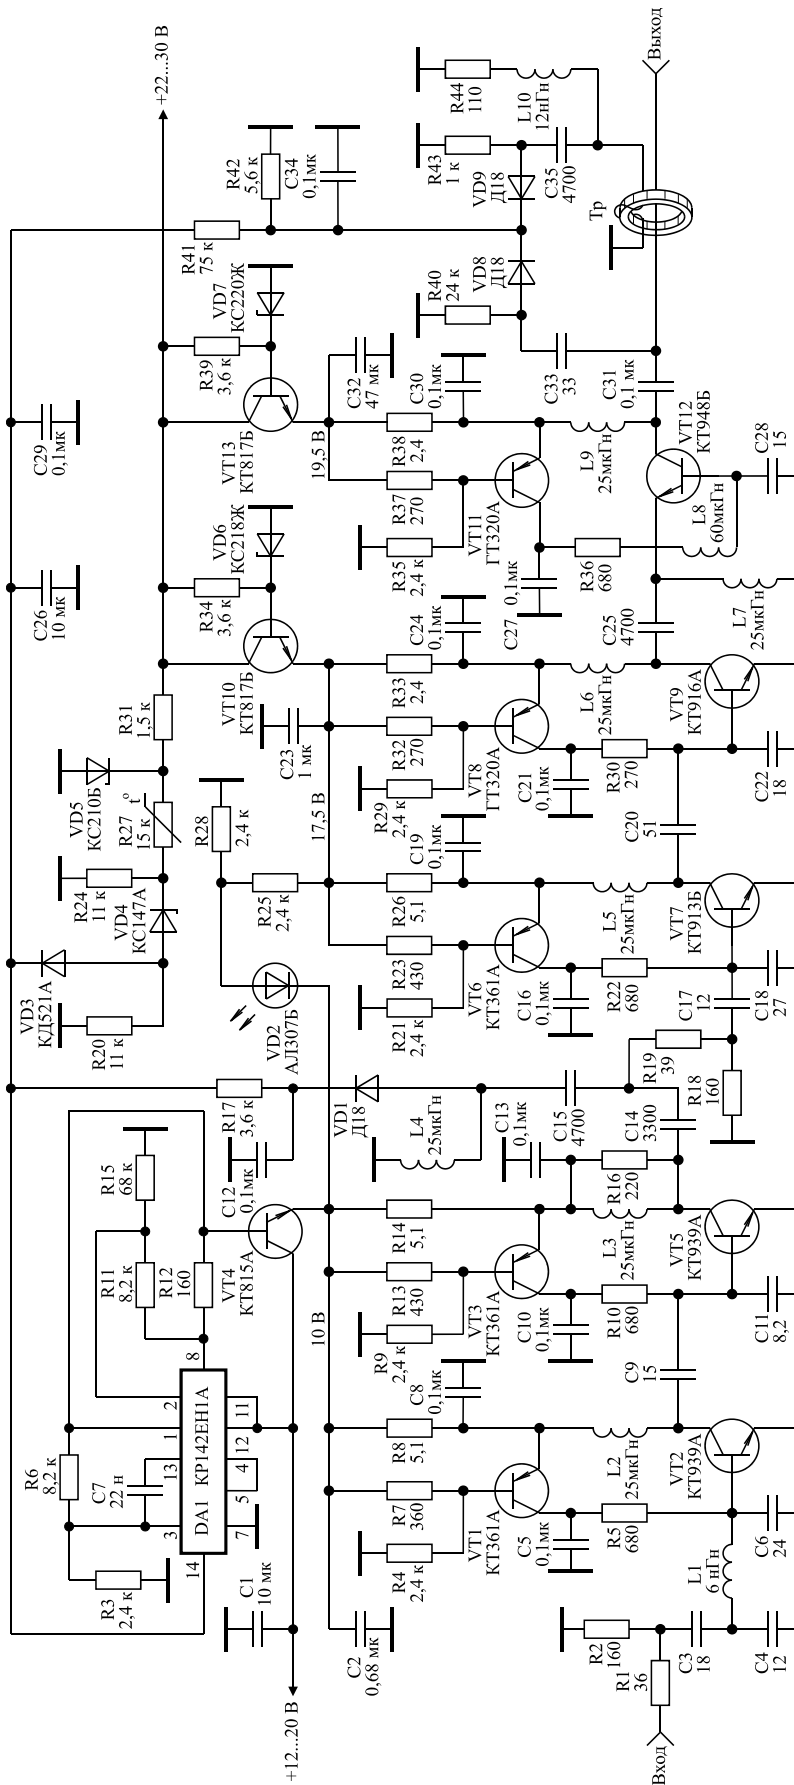 +22...30 В
C29
0,1мк
C26
10 мк
R41
75 к
R42
5,6 к
C34
0,1мк
R43
1 к
R44
110
L10
12нГн
VD9
Д18
C35
4700
Выход
Тр
VD7
КС220Ж
R39
3,6 к
VT13
КТ817Б
19,5 В
C32
47 мк
R40
24 к
VD8
Д18
C33
33
C30
0,1мк
R38
2,4
R37
270
R35
2,4 к
VT11
ГТ320А
L9
25мкГн
C31
0,1 мк
VT12
КТ948Б
C28
15
L8
60мкГн
R36
680
C27
0,1мк
L7
25мкГн
VD6
КС218Ж
R34
3,6 к
VT10
КТ817Б
R31
1,5 к
VD5
КС210Б
R27
15 к
t°
R24
11 к
VD4
КС147А
VD3
КД521А
R20
11 к
C23
1 мк
17,5 В
R28
2,4 к
R25
2,4 к
C24
0,1мк
R33
2,4
R32
270
R29
2,4 к
VT8
ГТ320А
L6
25мкГн
C25
4700
VT9
КТ916А
C21
0,1мк
R30
270
C22
18
C20
51
C19
0,1мк
R26
5,1
R23
430
R21
2,4 к
VT6
КТ361А
L5
25мкГн
VT7
КТ913Б
C16
0,1мк
R22
680
C17
12
C18
27
VD2
АЛ307Б
R19
39
R18
160
R17
3,6 к
C12
0,1мк
VD1
Д18
L4
25мкГн
C13
0,1мк
C15
4700
C14
3300
R16
220
R15
68 к
R11
8,2 к
R12
160
VT4
КТ815А
10 В
R14
5,1
R13
430
R9
2,4 к
VT3
КТ361А
L3
25мкГн
VT5
КТ939А
C10
0,1мк
R10
680
C11
8,2
C9
15
C8
0,1мк
R8
5,1
R7
360
R4
2,4 к
VT1
КТ361А
L2
25мкГн
VT2
КТ939А
C5
0,1мк
R5
680
C6
24
L1
6 нГн
R6
8,2 к
C7
22 н
R3
2,4 к
DA1 КР142ЕН1А
3
13
1
2
14
8
7
5
4
12
11
C1
10 мк
C2
0,68 мк
+12...20 В
R2
160
R1
36
C3
18
C4
12
Вход